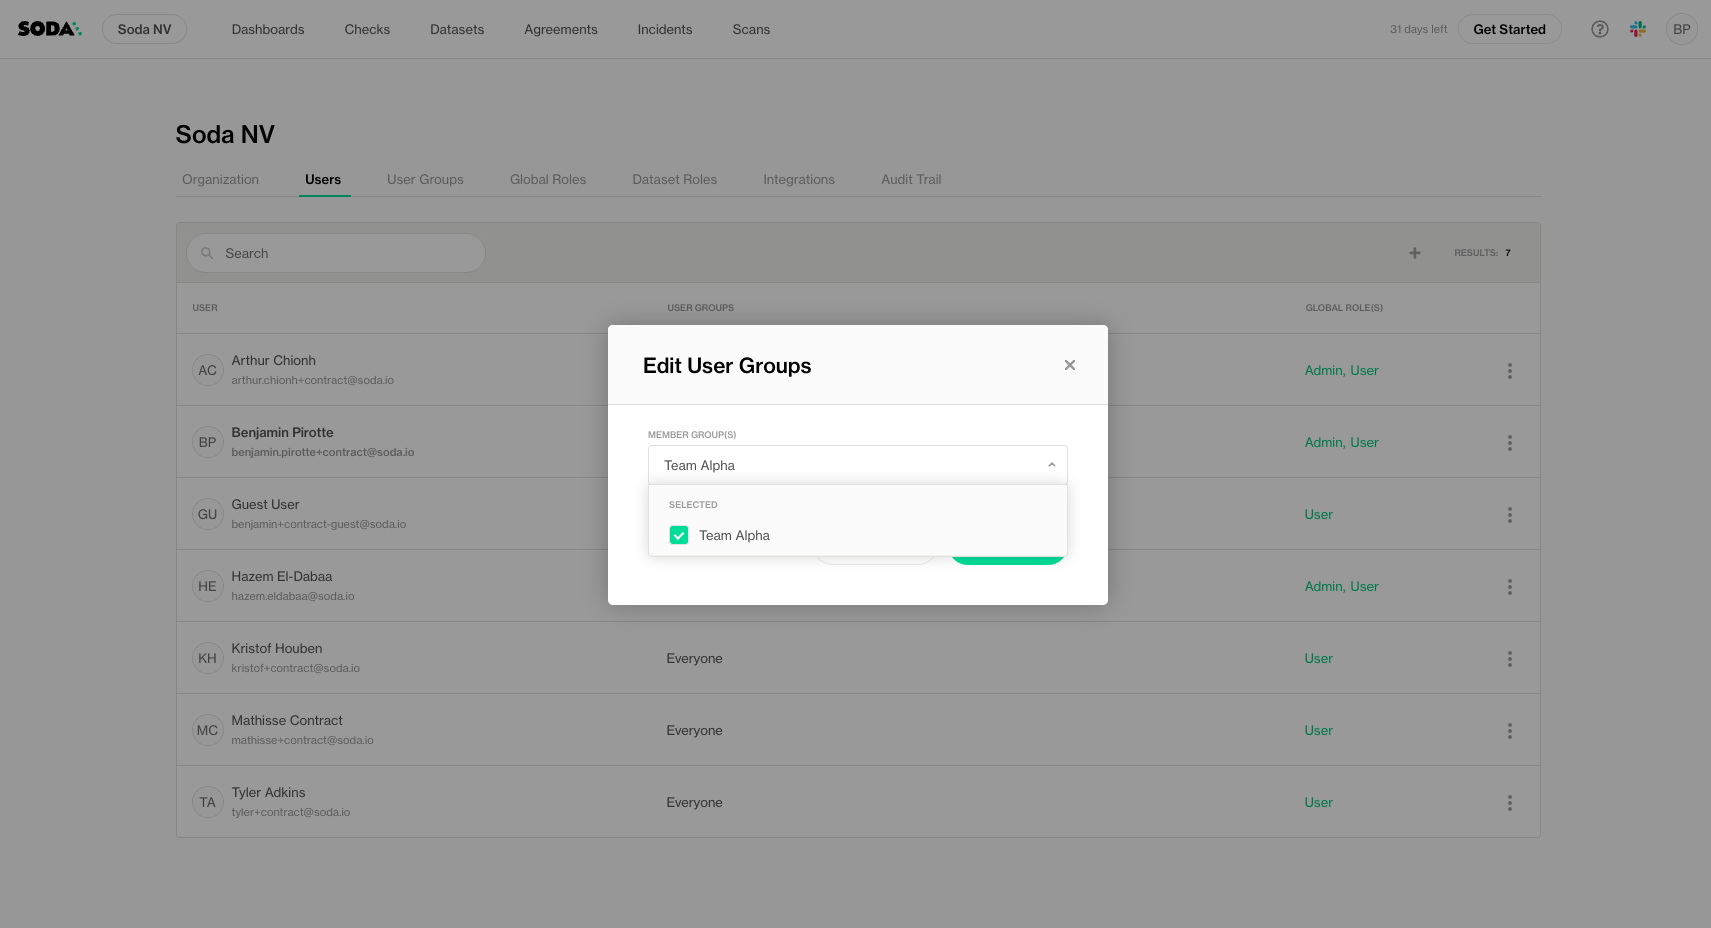 SODA Soda NV Dashboards Checks Datasets Agreements Incidents Scans 31 days left Get Started ? BP
Soda NV
Organization Users User Groups Global Roles Dataset Roles Integrations Audit Trail
Search + RESULTS: 7
USER USER GROUPS GLOBAL ROLE(S)
AC Arthur Chionh Admin, User
arthur.chionh+contract@soda.io
BP Benjamin Pirotte Admin, User
benjamin.pirotte+contract@soda.io
GU Guest User User
benjamin+contract-guest@soda.io
HE Hazem El-Dabaa Admin, User
hazem.eldabaa@soda.io
KH Kristof Houben Everyone User
kristof+contract@soda.io
MC Mathisse Contract Everyone User
mathisse+contract@soda.io
TA Tyler Adkins Everyone User
tyler+contract@soda.io
Edit User Groups
MEMBER GROUP(S)
Team Alpha
SELECTED
Team Alpha